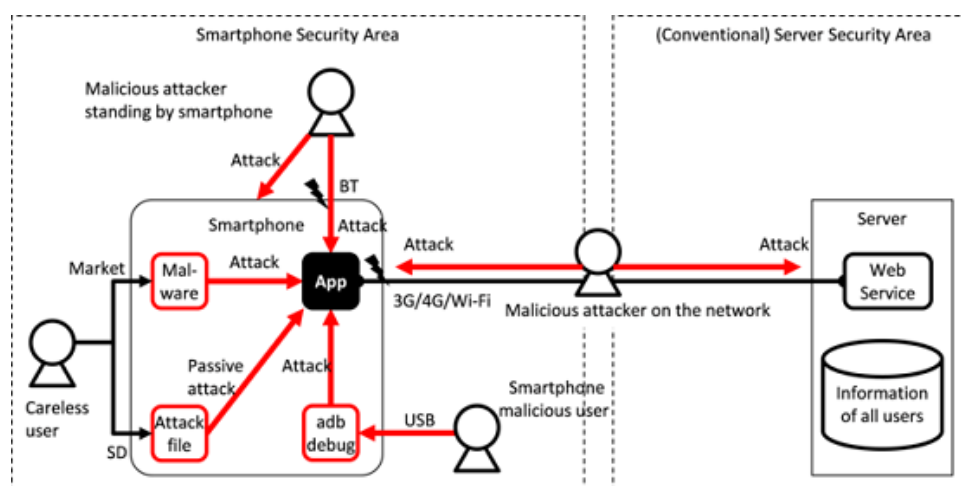 Smartphone Security Area
(Conventional) Server Security Area
Malicious attacker
standing by smartphone
Attack
BT
Smartphone
Attack
Server
Market
Mal-
ware
Attack
App
Attack
Attack
Web
Service
3G/4G/Wi-Fi
Malicious attacker on the network
Passive
attack
Attack
Careless
user
SD
Attack
file
adb
debug
USB
Smartphone
malicious user
Information
of all users